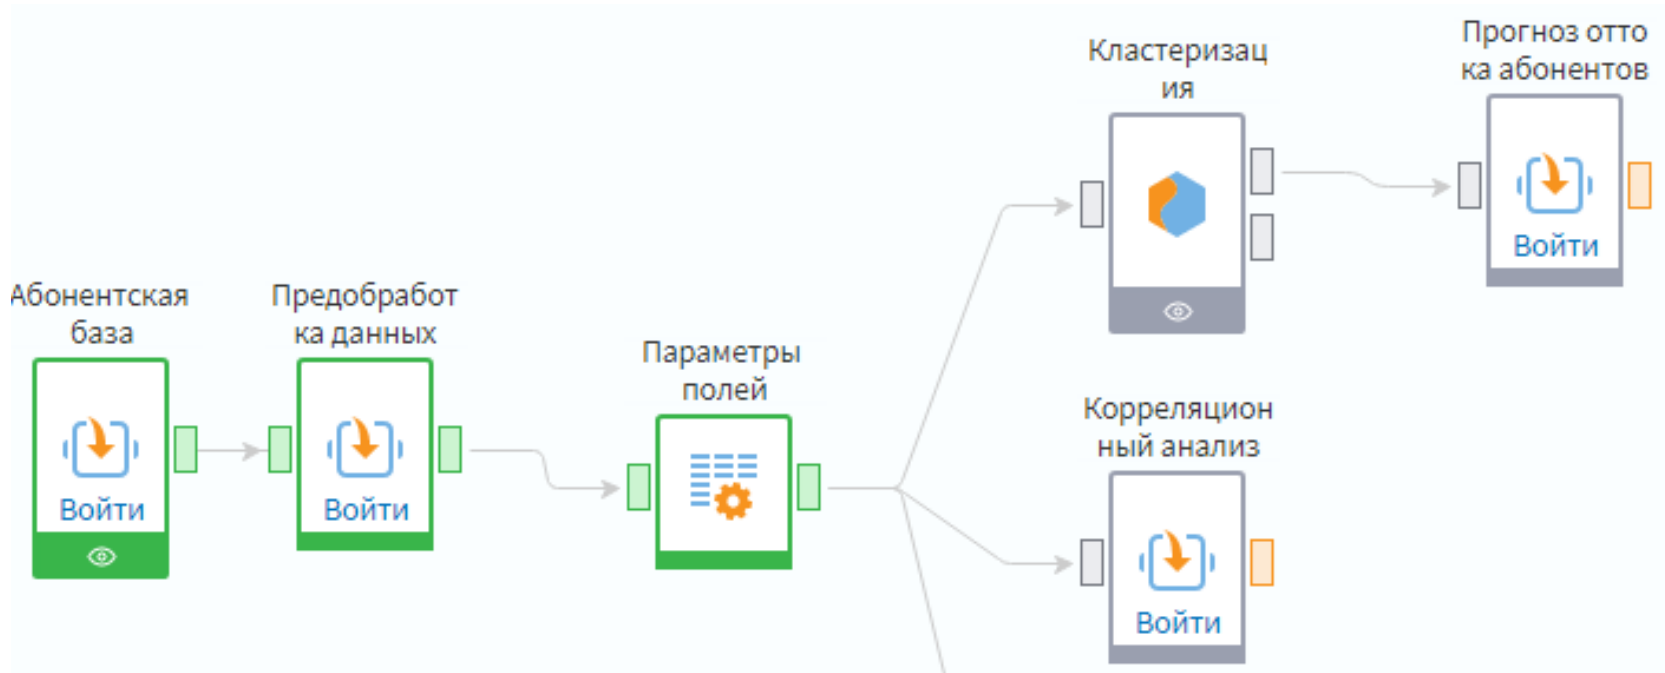 Прогноз отто
ка абонентов
Войти
Кластеризац
ия
Абонентская
база
Войти
Предобработ
ка данных
Войти
Параметры
полей
Корреляцион
ный анализ
Войти